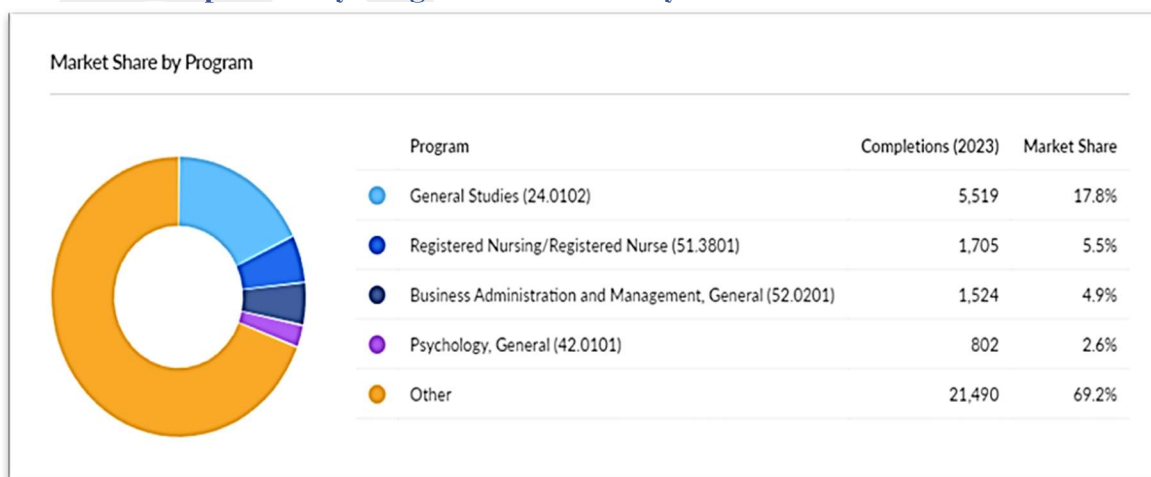 Market Share by Program
Program Completions (2023) Market Share
General Studies (24.0102) 5,519 17.8%
Registered Nursing/Registered Nurse (51.3801) 1,705 5.5%
Business Administration and Management, General (52.0201) 1,524 4.9%
Psychology, General (42.0101) 802 2.6%
Other 21,490 69.2%